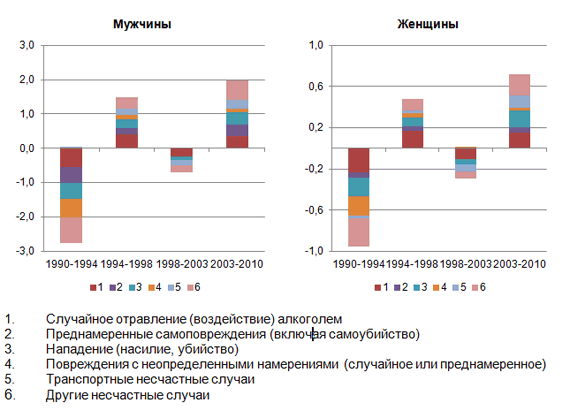 Мужчины
3,0
2,0
1,0
0,0
-1,0
-2,0
-3,0
1990-1994 1994-1998 1998-2003 2003-2010
1 2 3 4 5 6
Женщины
1,0
0,6
0,2
-0,2
-0,6
-1,0
1990-1994 1994-1998 1998-2003 2003-2010
1 2 3 4 5 6
1. Случайное отравление (воздействие) алкоголем
2. Преднамеренные самоповреждения (включая самоубийство)
3. Нападение (насилие, убийство)
4. Повреждения с неопределенными намерениями (случайное или преднамеренное)
5. Транспортные несчастные случаи
6. Другие несчастные случаи